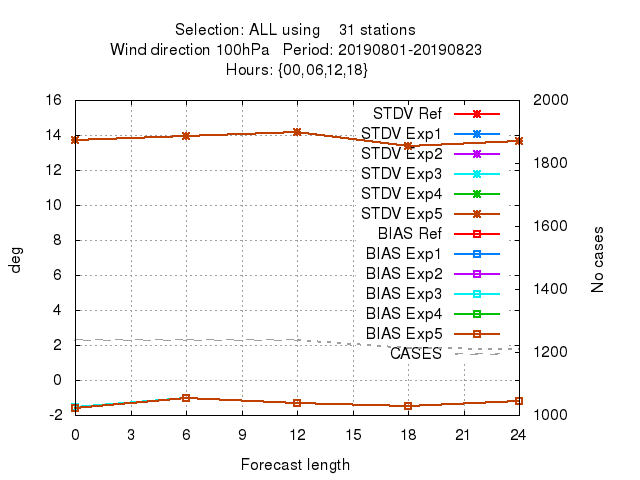 Selection: ALL using 31 stations
Wind direction 100hPa Period: 20190801-20190823
Hours: {00,06,12,18}
16 2000
STDV Ref
14 STDV Exp1
STDV Exp2
12 1800
STDV Exp3
10 STDV Exp4
STDV Exp5
8 1600
BIAS Ref
6 BIAS Exp1
BIAS Exp2
4 1400
BIAS Exp3
BIAS Exp4
2 BIAS Exp5
CASES 1200
0
-2 1000
0 3 6 9 12 15 18 21 24
deg
No cases
Forecast length